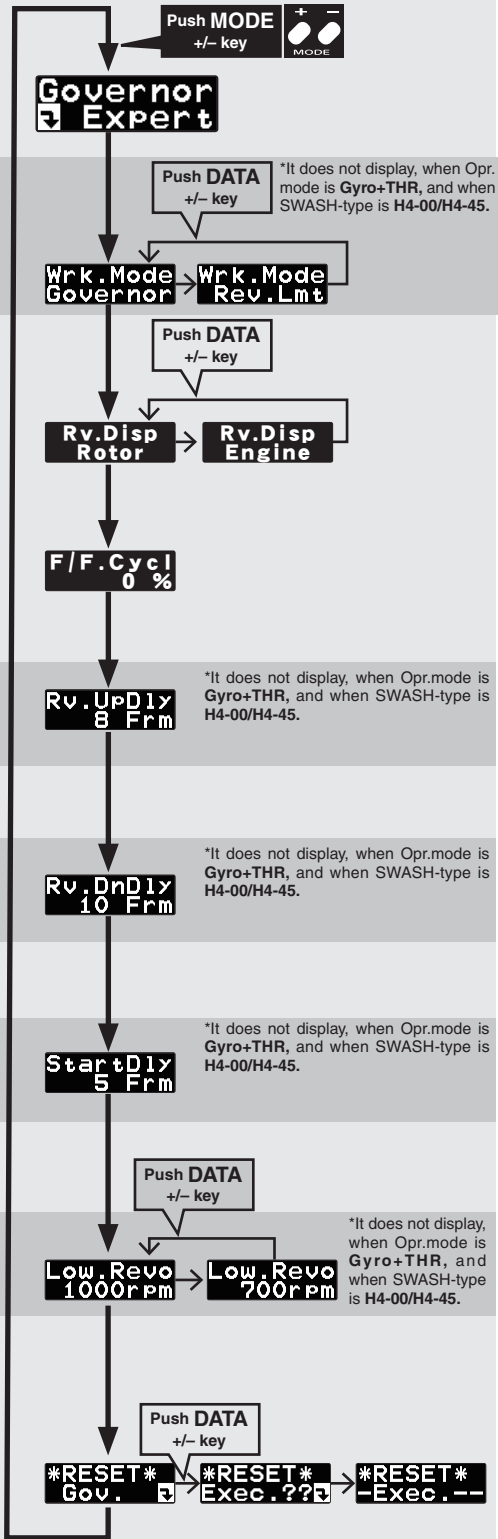 Push MODE
+/– key
+ –
MODE
Governor
Expert
Push DATA
+/– key
*It does not display, when Opr.
mode is Gyro+THR, and when
SWASH-type is H4-00/H4-45.
Wrk.Mode
Governor
Wrk.Mode
Rev.Lmt
Push DATA
+/– key
Rv.Disp
Rotor
Rv.Disp
Engine
F/F.Cycl
0 %
*It does not display, when Opr.mode is
Gyro+THR, and when SWASH-type is
H4-00/H4-45.
Rv.UpDly
8 Frm
*It does not display, when Opr.mode is
Gyro+THR, and when SWASH-type is
H4-00/H4-45.
Rv.DnDly
10 Frm
*It does not display, when Opr.mode is
Gyro+THR, and when SWASH-type is
H4-00/H4-45.
StartDly
5 Frm
Push DATA
+/– key
*It does not display,
when Opr.mode is
Gyro+THR, and
when SWASH-type
is H4-00/H4-45.
Low.Revo
1000rpm
Low.Revo
700rpm
Push DATA
+/– key
*RESET*
Gov.
*RESET*
Exec.??
*RESET*
-Exec.--